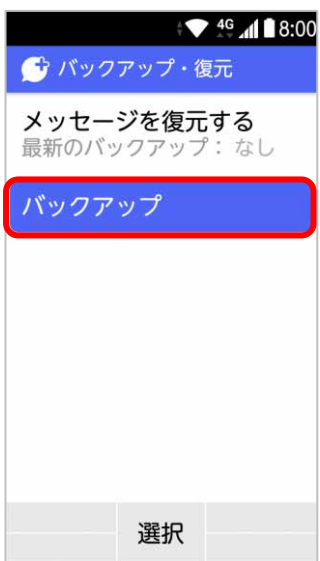 4G 8:00
バックアップ・復元
メッセージを復元する
最新のバックアップ： なし
バックアップ
選択